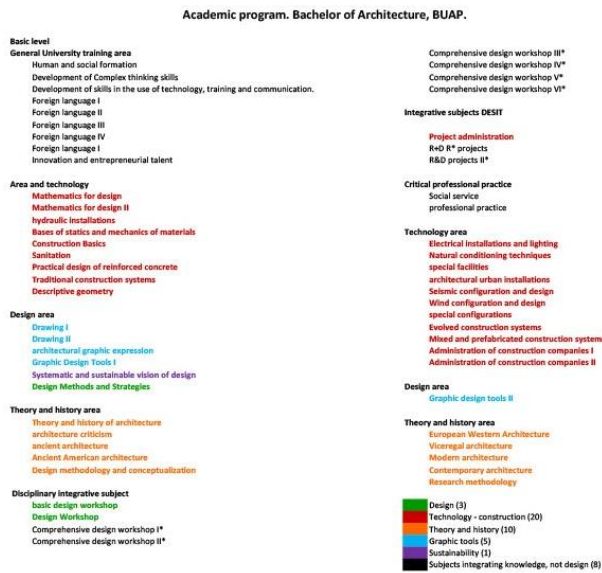 Academic program. Bachelor of Architecture, BUAP.
Basic level
General University training area
Human and social formation
Development of Complex thinking skills
Development of skills in the use of technology, training and communication.
Foreign language I
Foreign language II
Foreign language III
Foreign language IV
Foreign language I
Innovation and entrepreneurial talent
Area and technology
Mathematics for design
Mathematics for design II
hydraulic installations
Bases of statics and mechanics of materials
Construction Basics
Sanitation
Practical design of reinforced concrete
Traditional construction systems
Descriptive geometry
Design area
Drawing I
Drawing II
architectural graphic expression
Graphic Design Tools I
Systematic and sustainable vision of design
Design Methods and Strategies
Theory and history area
Theory and history of architecture
architecture criticism
ancient architecture
Ancient American architecture
Design methodology and conceptualization
Disciplinary integrative subject
basic design workshop
Design Workshop
Comprehensive design workshop I*
Comprehensive design workshop II*
Comprehensive design workshop III*
Comprehensive design workshop IV*
Comprehensive design workshop V*
Comprehensive design workshop VI*
Integrative subjects DESIT
Project administration
R+D R* projects
R&D projects II*
Critical professional practice
Social service
professional practice
Technology area
Electrical installations and lighting
Natural conditioning techniques
special facilities
architectural urban installations
Seismic configuration and design
Wind configuration and design
special configurations
Evolved construction systems
Mixed and prefabricated construction system
Administration of construction companies I
Administration of construction companies II
Design area
Graphic design tools II
Theory and history area
European Western Architecture
Viceregal architecture
Modern architecture
Contemporary architecture
Research methodology
Design (3)
Technology - construction (20)
Theory and history (10)
Graphic tools (5)
Sustainability (1)
Subjects integrating knowledge, not design (8)